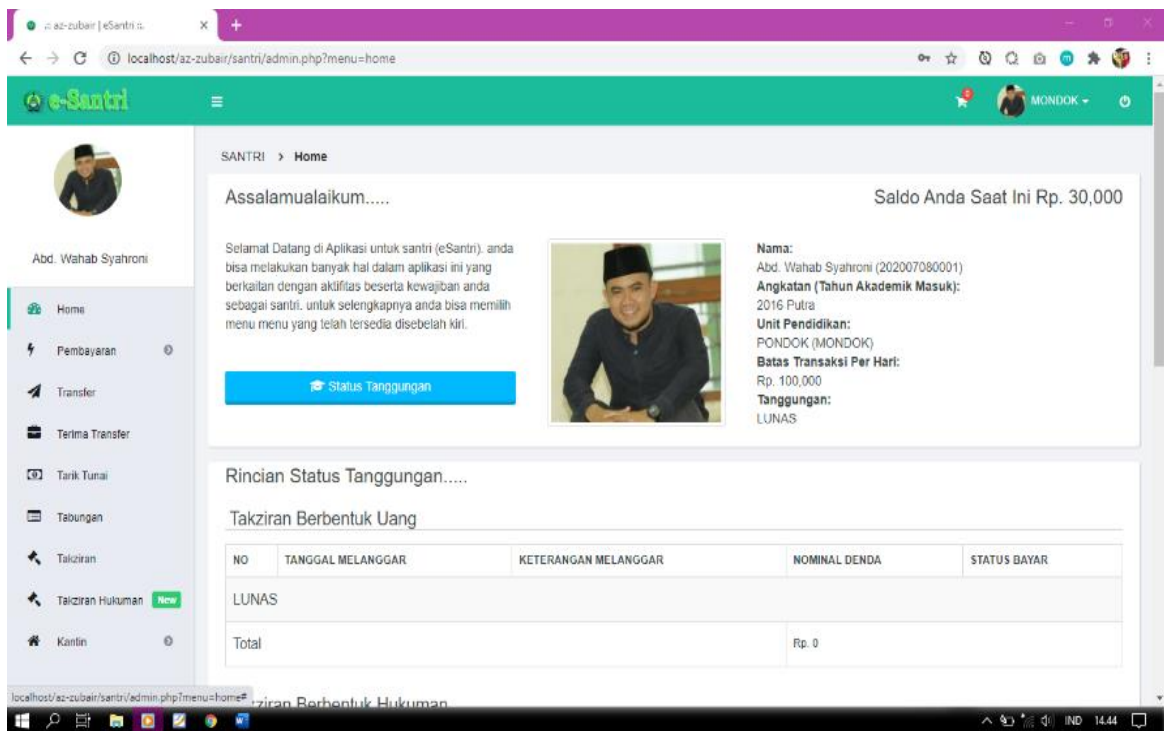 .:: az-zubair | eSantri ::.
localhost/az-zubair/santri/admin.php?menu=home
e-Santri
MONDOK
SANTRI > Home
Assalamualaikum.....
Saldo Anda Saat Ini Rp. 30,000
Abd. Wahab Syahroni
Selamat Datang di Aplikasi untuk santri (eSantri). anda
bisa melakukan banyak hal dalam aplikasi ini yang
berkaitan dengan aktifitas beserta kewajiban anda
sebagai santri. untuk selengkapnya anda bisa memilih
menu menu yang telah tersedia disebelah kiri.
Status Tanggungan
Nama:
Abd. Wahab Syahroni (202007080001)
Angkatan (Tahun Akademik Masuk):
2016 Putra
Unit Pendidikan:
PONDOK (MONDOK)
Batas Transaksi Per Hari:
Rp. 100,000
Tanggungan:
LUNAS
Home
Pembayaran
Transfer
Terima Transfer
Tarik Tunai
Tabungan
Takziran
Takziran Hukuman New
Kantin
Rincian Status Tanggungan.....
Takziran Berbentuk Uang
NO TANGGAL MELANGGAR KETERANGAN MELANGGAR NOMINAL DENDA STATUS BAYAR
LUNAS
Total Rp. 0
localhost/az-zubair/santri/admin.php?menu=home#
Berbentuk Hukuman
IND 14.44